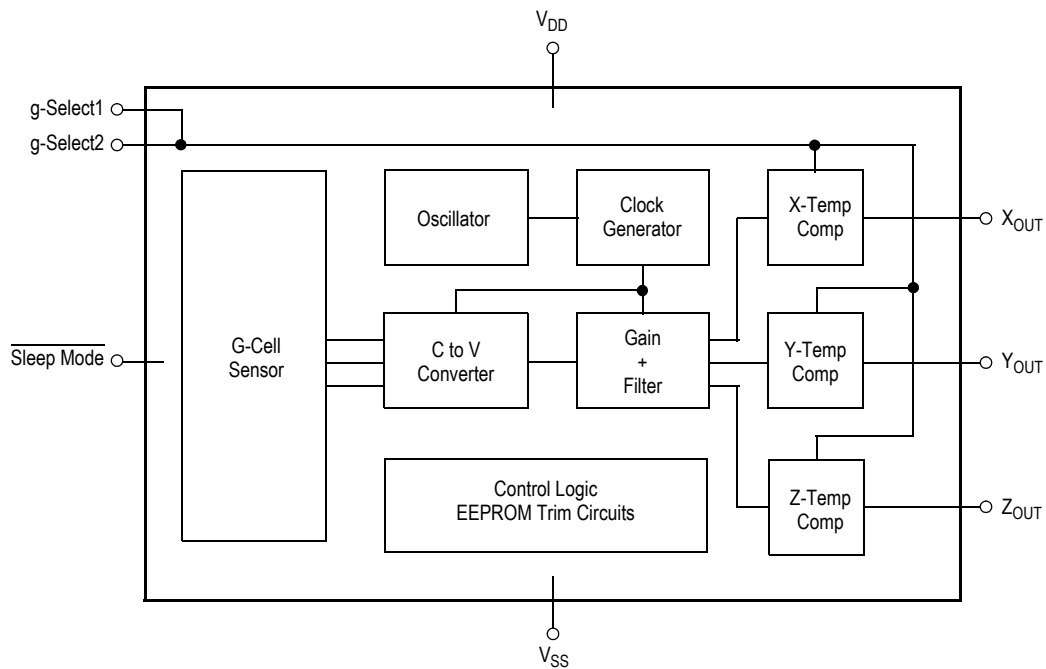 VDD
g-Select1
g-Select2
Oscillator
Clock
Generator
X-Temp
Comp
XOUT
Sleep Mode
G-Cell
Sensor
C to V
Converter
Gain
+
Filter
Y-Temp
Comp
YOUT
Control Logic
EEPROM Trim Circuits
Z-Temp
Comp
ZOUT
VSS